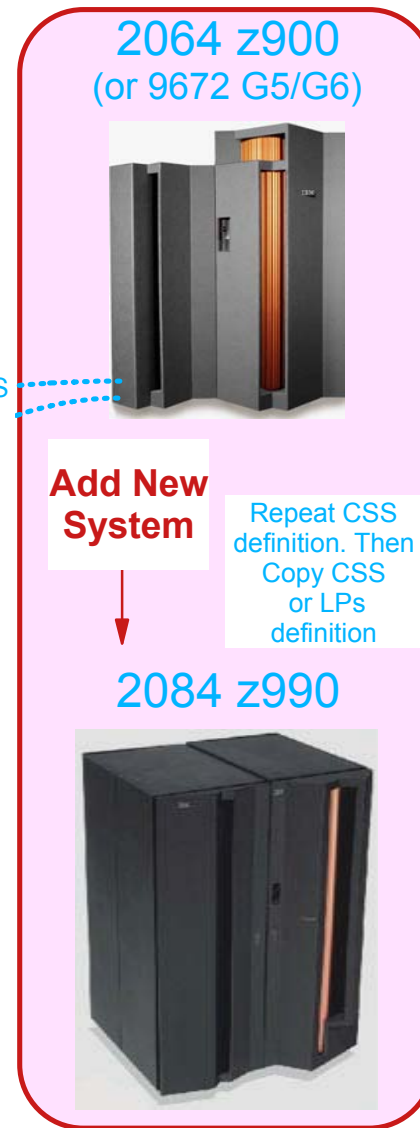 2064 z900
(or 9672 G5/G6)
IBM
S
Add New
System
Repeat CSS
definition. Then
Copy CSS
or LPs
definition
2084 z990